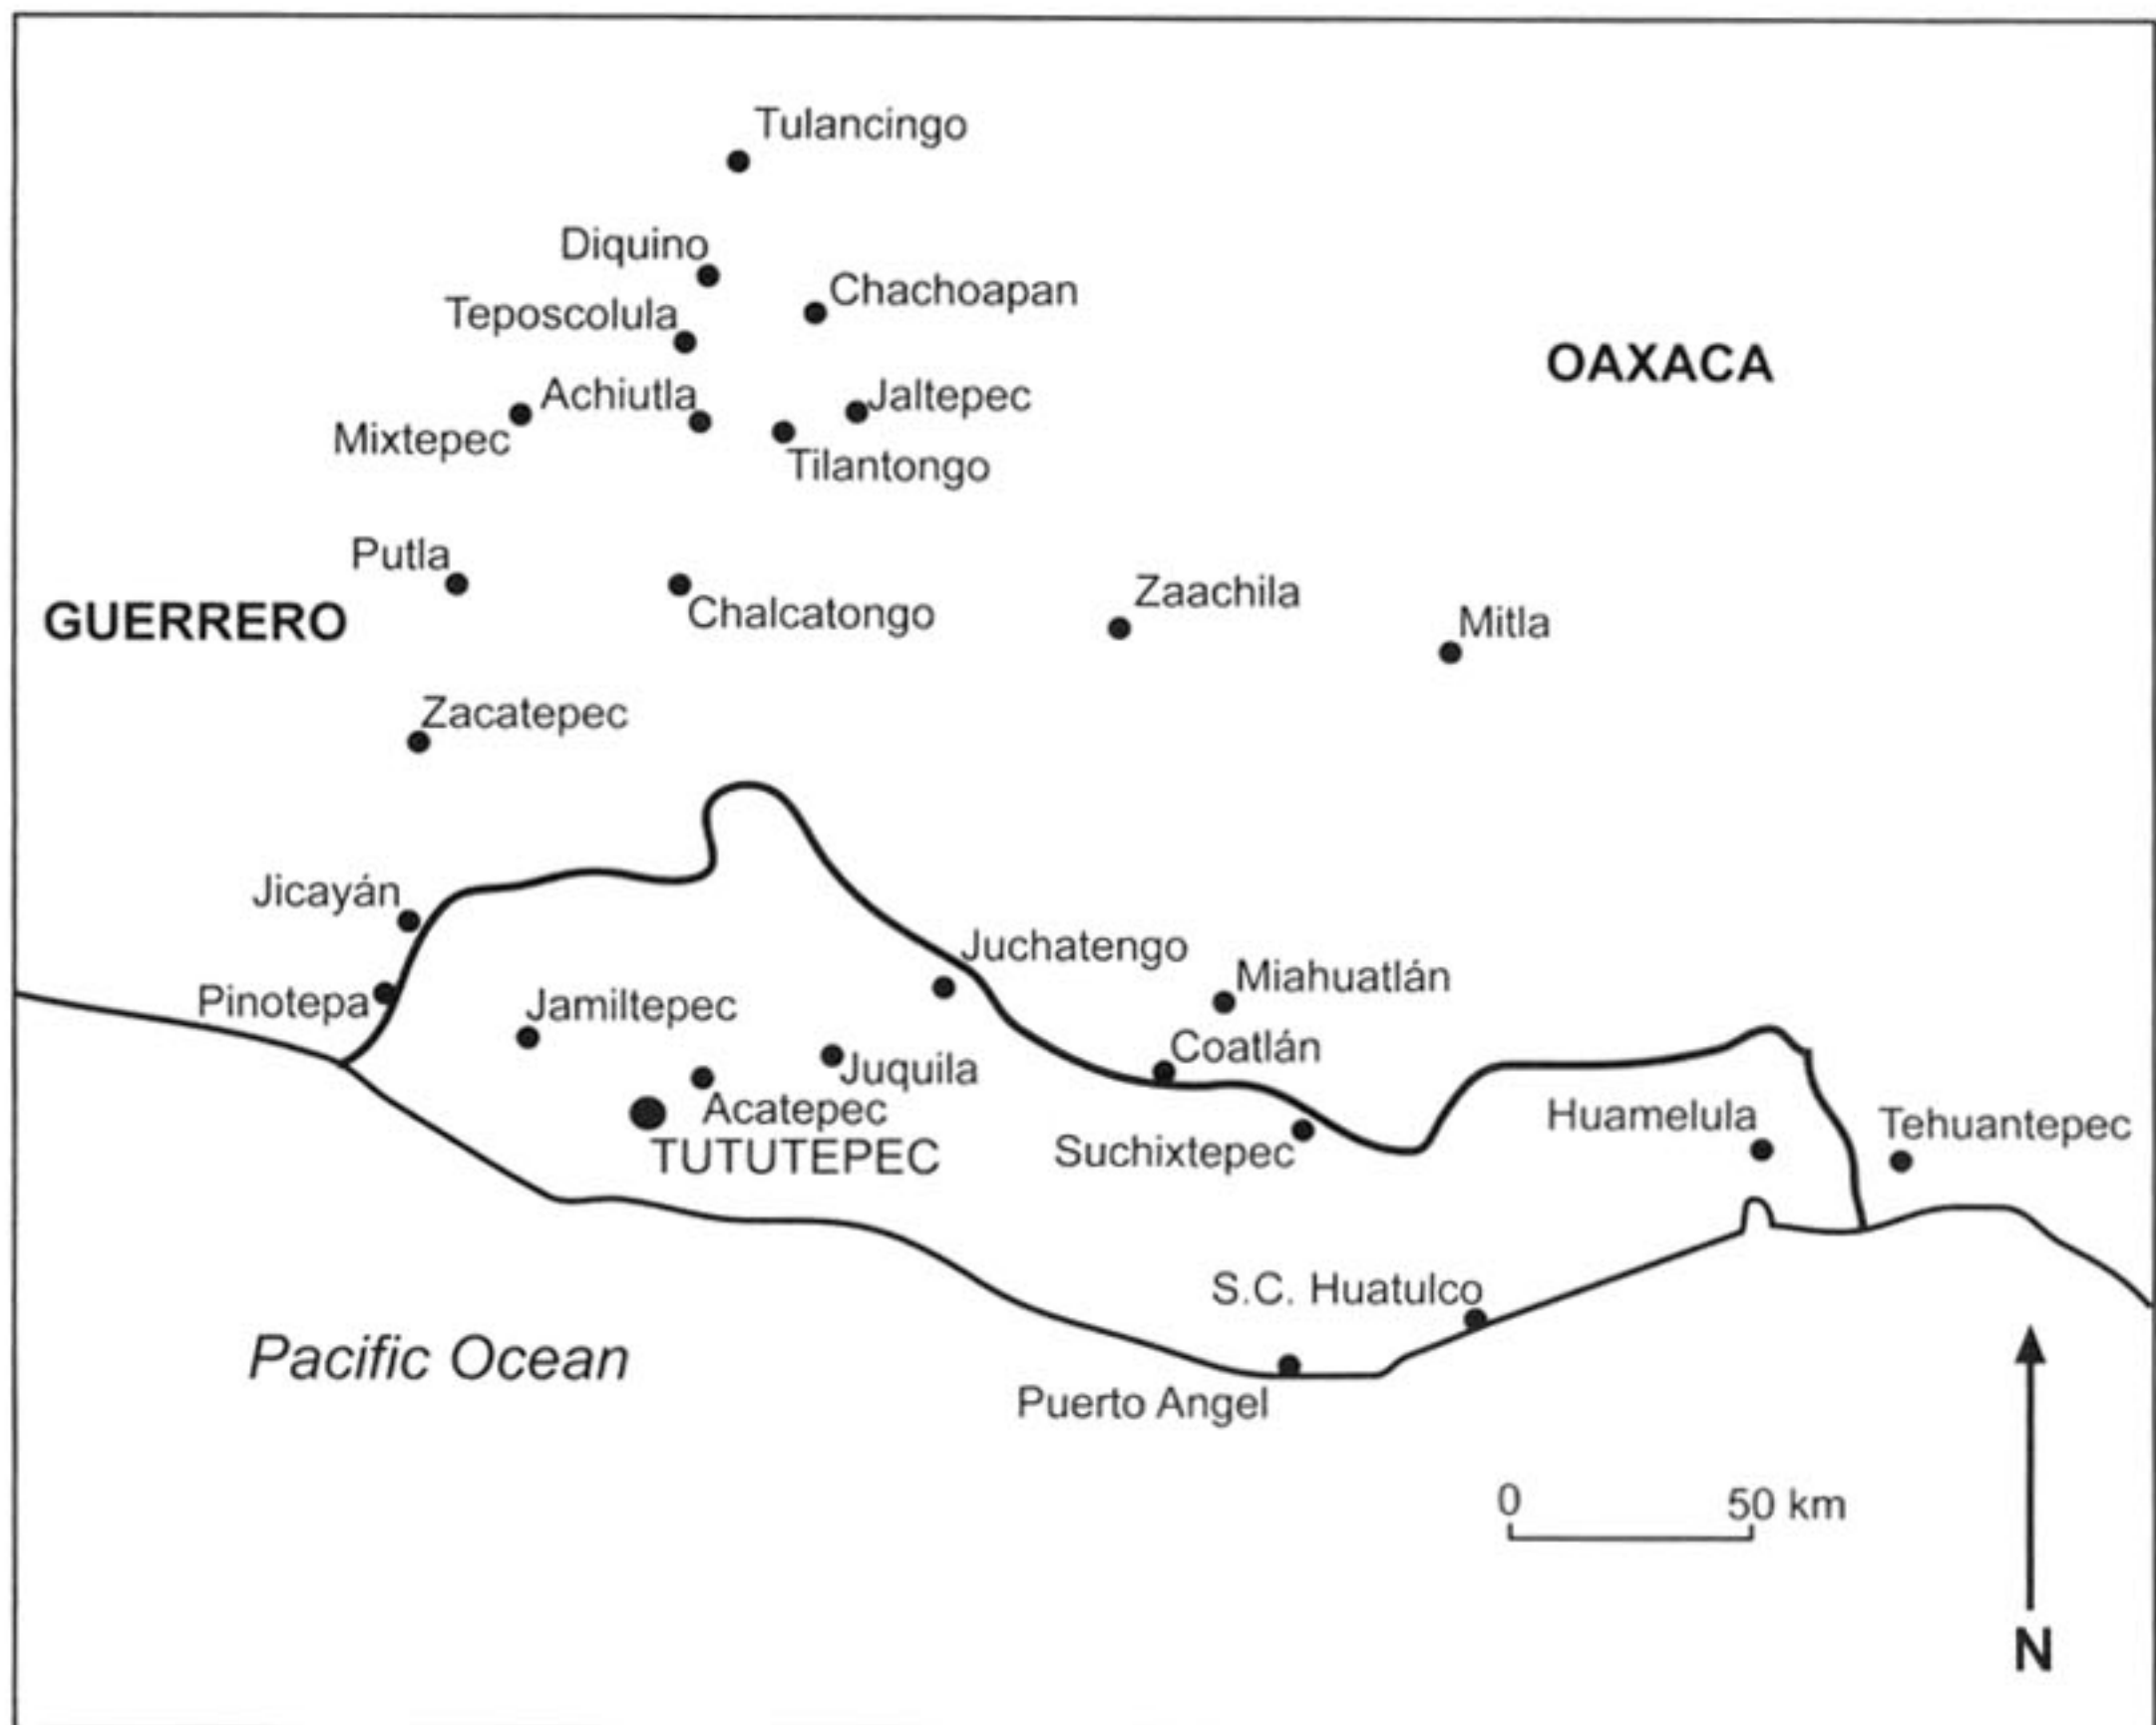 Tulancingo
Diquino
Chachoapan
Teposcolula
OAXACA
Achiutla
Jaltepec
Mixtepec
Tilantongo
Putla
Zaachila
Chalcatongo
GUERRERO
Mitla
Zacatepec
Jicayán
Juchatengo
Miahuatlán
Pinotepa
Jamiltepec
Coatlán
Juquila
Acatepec
Huamelula
Tehuantepec
TUTUTEPEC
Suchixtepec
S.C. Huatulco
Pacific Ocean
Puerto Angel
0 50 km
N